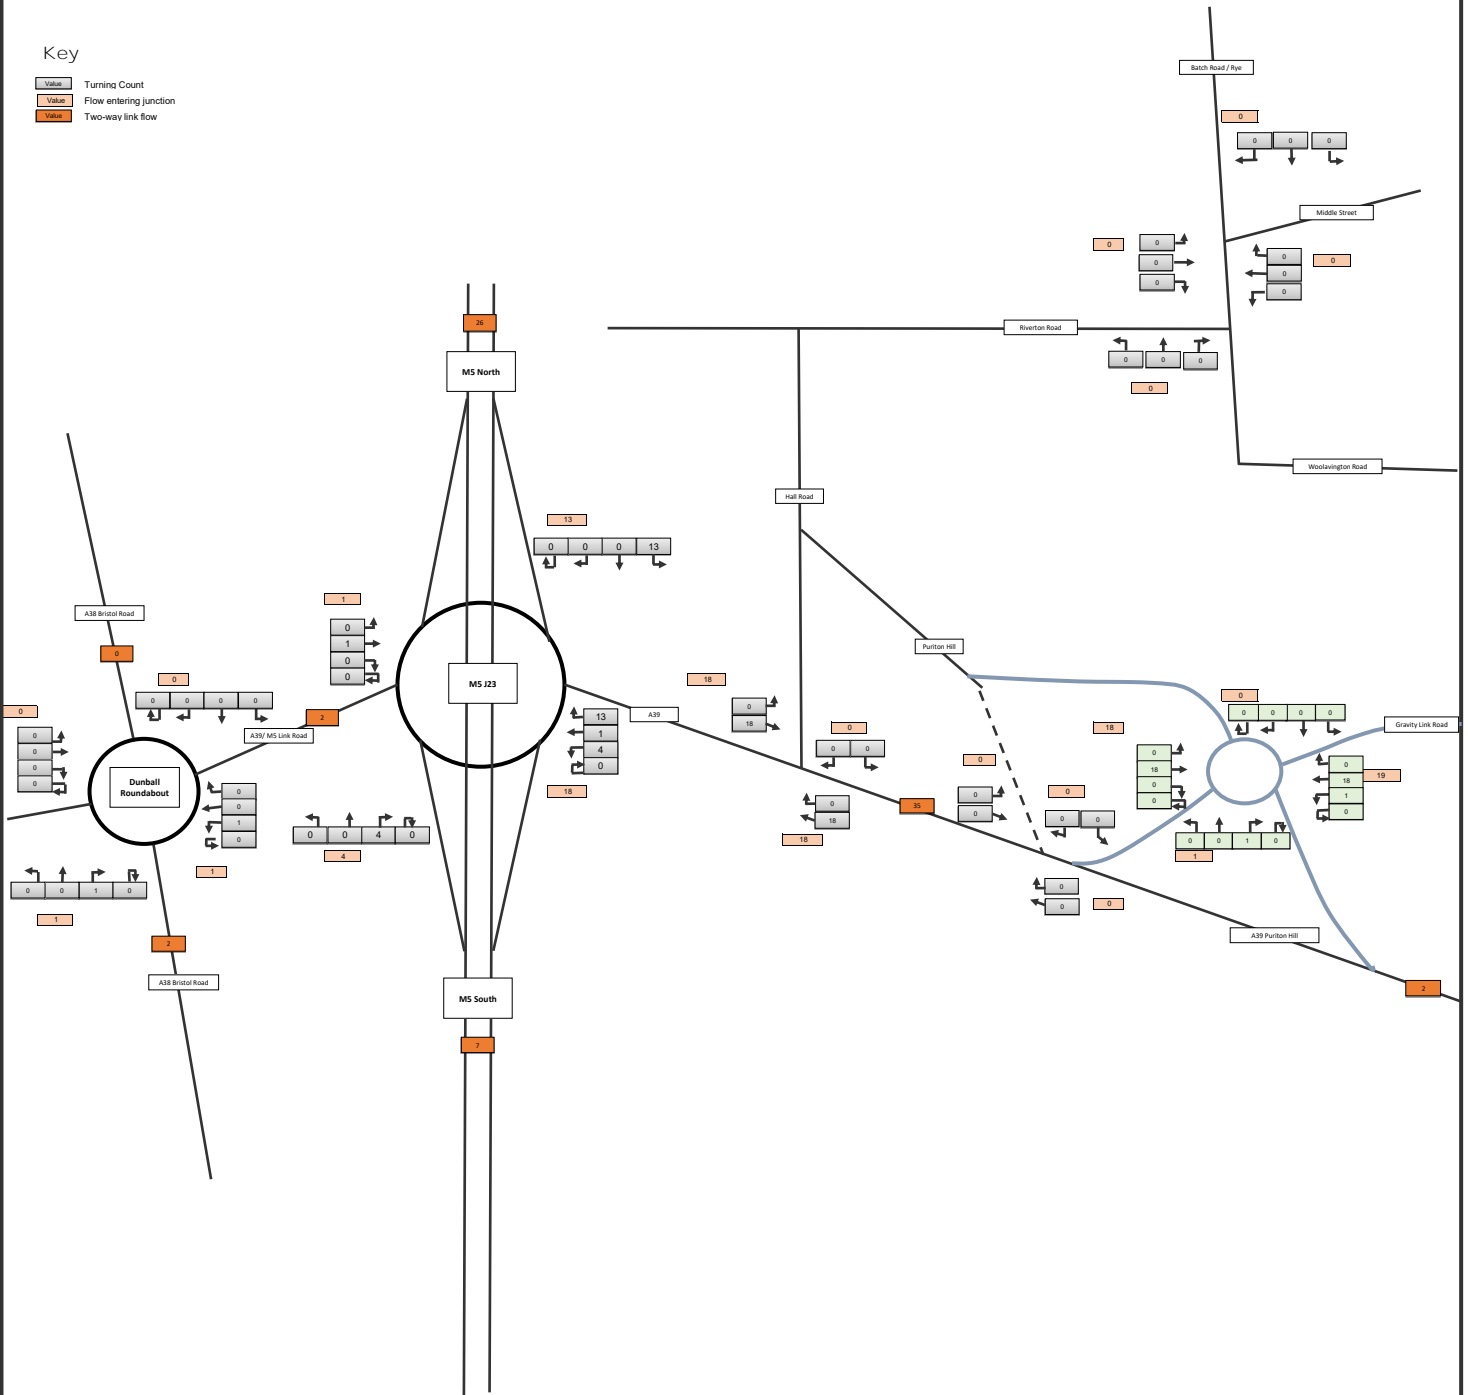 Key
Value Turning Count
Value Flow entering junction
Value Two-way link flow
Batch Road / Rye
0
0 0 0
Middle Street
0
0
0
0
0
0
0
0
26
Riverton Road
0 0 0
0
M5 North
Woolavington Road
Hall Road
13
0 0 0 13
1
0
1
0
0
A38 Bristol Road
0
Puriton Hill
M5 J23
18
0
18
A39
0
0 0 0 0
0
0
0
0
0
2
A39/ M5 Link Road
13
1
4
0
18
0
0 0
0
0 0 0 0
Gravity Link Road
18
0
18
0
0
0
18
1
0
19
Dunball
Roundabout
0
0
1
0
1
0 0 4 0
4
0
18
18
35
0
0
0
0
0 0
0 0 1 0
1
0 0 1 0
1
0
0
0
2
A38 Bristol Road
A39 Puriton Hill
2
M5 South
7